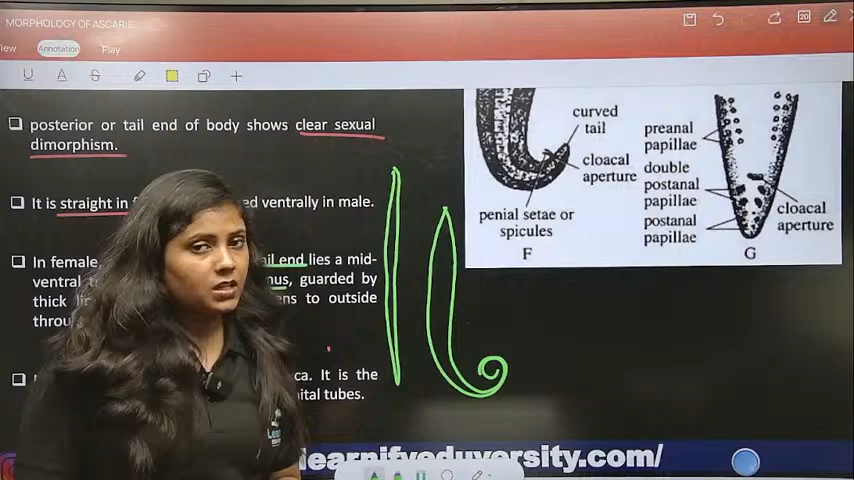 MORPHOLOGY OF ASCARIS
Annotation
Play
20
posterior or tail end of body shows clear sexual
dimorphism.
It is straight in
ed ventrally in male.
In female,
ail end lies a mid-
ventral
nus, guarded by
thick
ens to outside
ca. It is the
ital tubes.
curved
tail
cloacal
aperture
penial setae or
spicules
F
preanal
papillae
double
postanal
papillae
postanal
papillae
cloacal
aperture
G
learnifyeduversity.com/